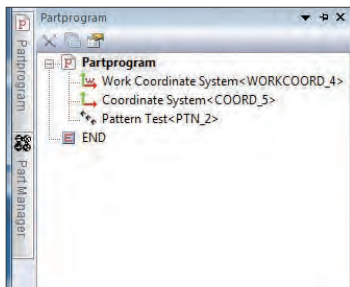 Partprogram
Partprogram
Part Manager
Partprogram
Work Coordinate System<WORKCOORD_4>
Coordinate System<COORD_5>
Pattern Test<PTN_2>
END